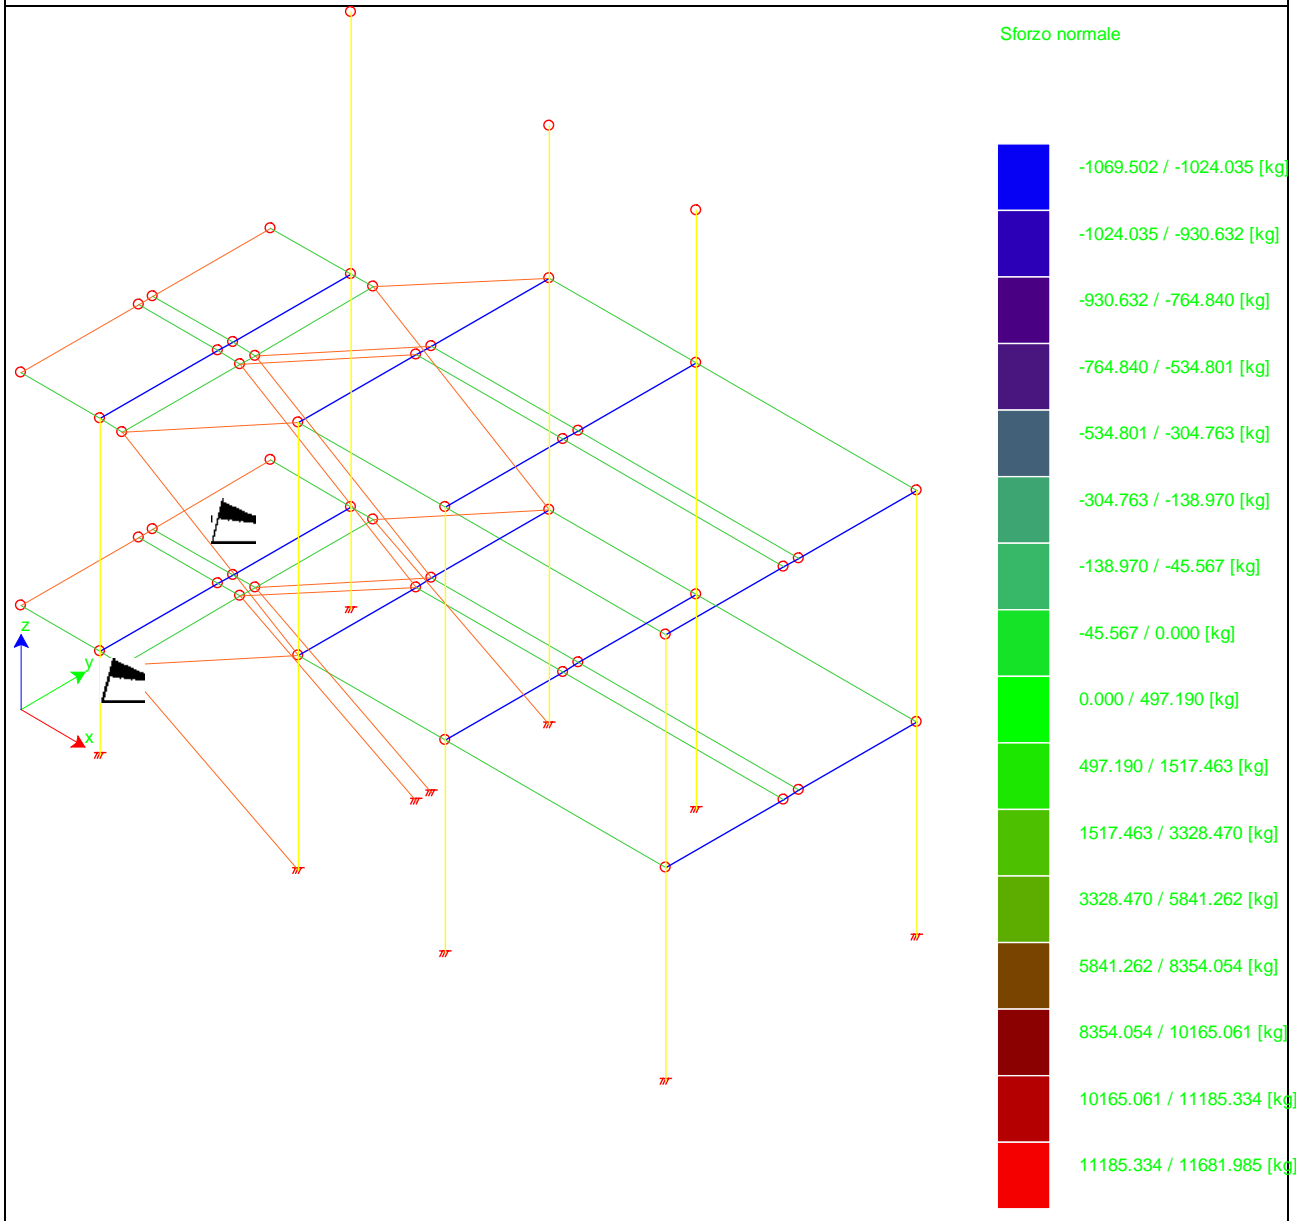 Sforzo normale
-1069.502 / -1024.035 [kg]
-1024.035 / -930.632 [kg]
-930.632 / -764.840 [kg]
-764.840 / -534.801 [kg]
-534.801 / -304.763 [kg]
-304.763 / -138.970 [kg]
-138.970 / -45.567 [kg]
-45.567 / 0.000 [kg]
0.000 / 497.190 [kg]
497.190 / 1517.463 [kg]
1517.463 / 3328.470 [kg]
3328.470 / 5841.262 [kg]
5841.262 / 8354.054 [kg]
8354.054 / 10165.061 [kg]
10165.061 / 11185.334 [kg]
11185.334 / 11681.985 [kg]
z
y
x